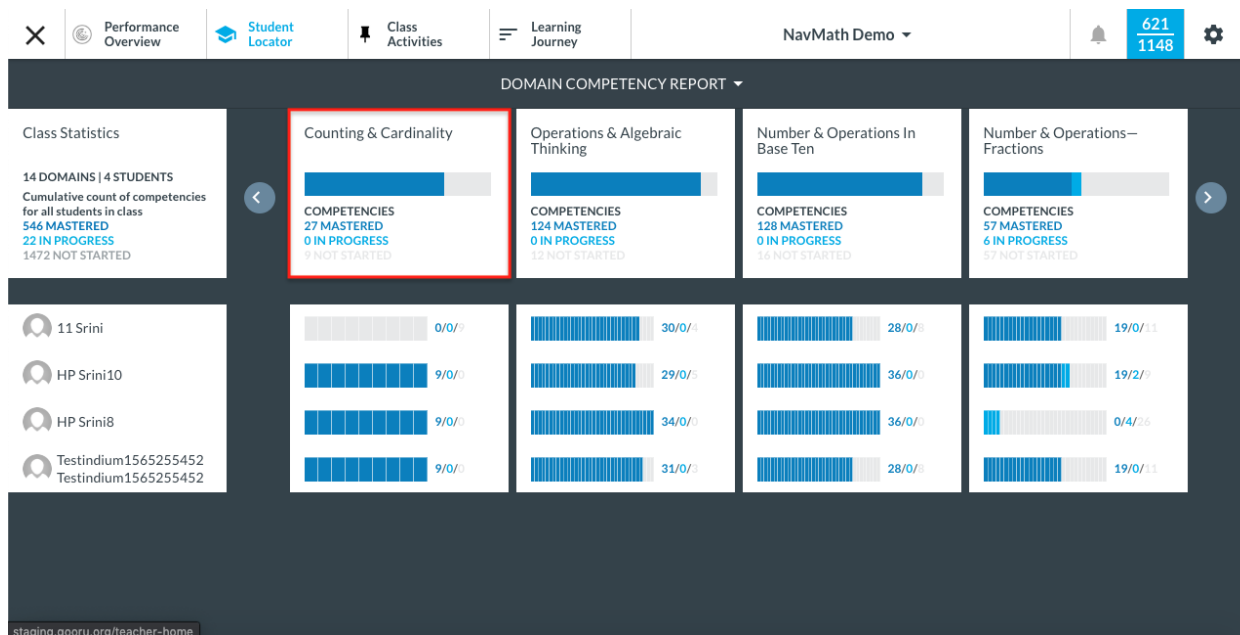 Performance
Overview
Student
Locator
Class
Activities
Learning
Journey
NavMath Demo
621
1148
DOMAIN COMPETENCY REPORT
Class Statistics
14 DOMAINS | 4 STUDENTS
Cumulative count of competencies
for all students in class
546 MASTERED
22 IN PROGRESS
1472 NOT STARTED
Counting & Cardinality
COMPETENCIES
27 MASTERED
0 IN PROGRESS
9 NOT STARTED
Operations & Algebraic
Thinking
COMPETENCIES
124 MASTERED
0 IN PROGRESS
12 NOT STARTED
Number & Operations In
Base Ten
COMPETENCIES
128 MASTERED
0 IN PROGRESS
16 NOT STARTED
Number & Operations—
Fractions
COMPETENCIES
57 MASTERED
6 IN PROGRESS
57 NOT STARTED
11 Srini
0/0/9
30/0/4
28/0/8
19/0/11
HP Srini10
9/0/0
29/0/5
36/0/0
19/2/9
HP Srini8
9/0/0
34/0/0
36/0/0
0/4/26
Testindium1565255452
Testindium1565255452
9/0/0
31/0/3
28/0/8
19/0/11
staging.gooru.org/teacher-home